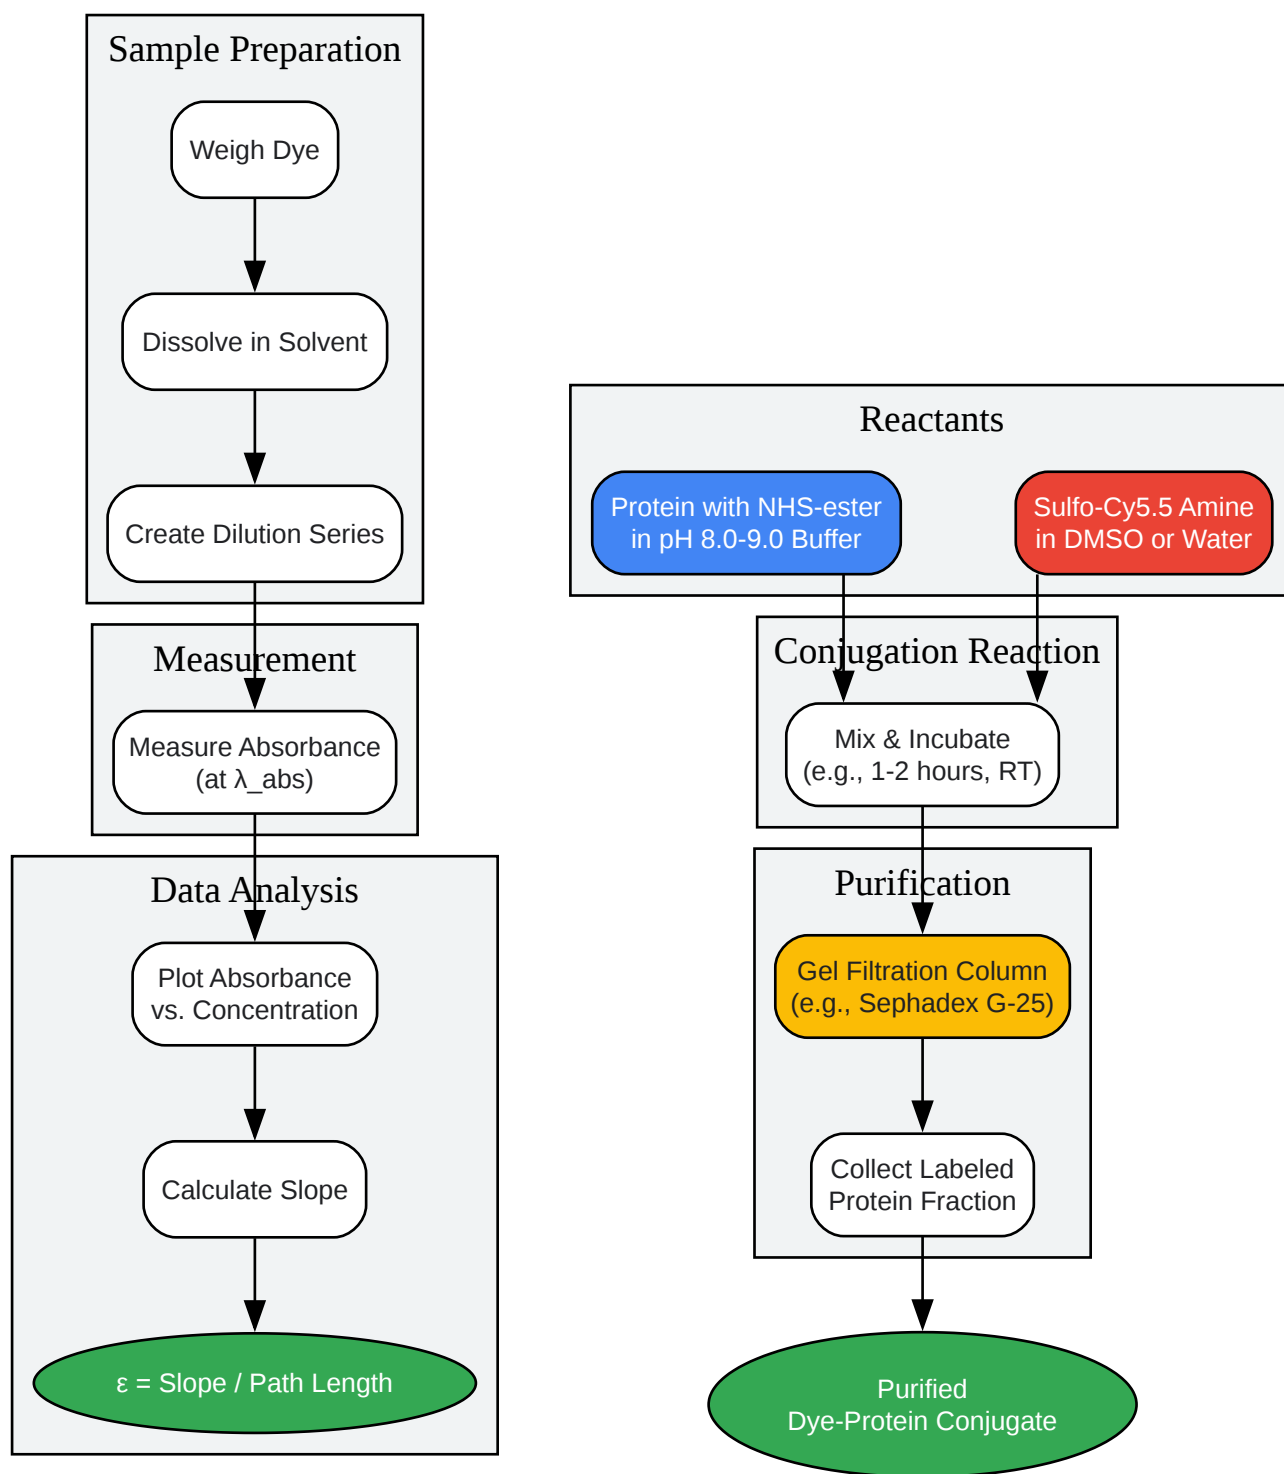 Sample Preparation
Weigh Dye
Dissolve in Solvent
Create Dilution Series
Measurement
Measure Absorbance
(at λ_abs)
Data Analysis
Plot Absorbance
vs. Concentration
Calculate Slope
ε = Slope / Path Length
Reactants
Protein with NHS-ester
in pH 8.0-9.0 Buffer
Sulfo-Cy5.5 Amine
in DMSO or Water
Conjugation Reaction
Mix & Incubate
(e.g., 1-2 hours, RT)
Purification
Gel Filtration Column
(e.g., Sephadex G-25)
Collect Labeled
Protein Fraction
Purified
Dye-Protein Conjugate